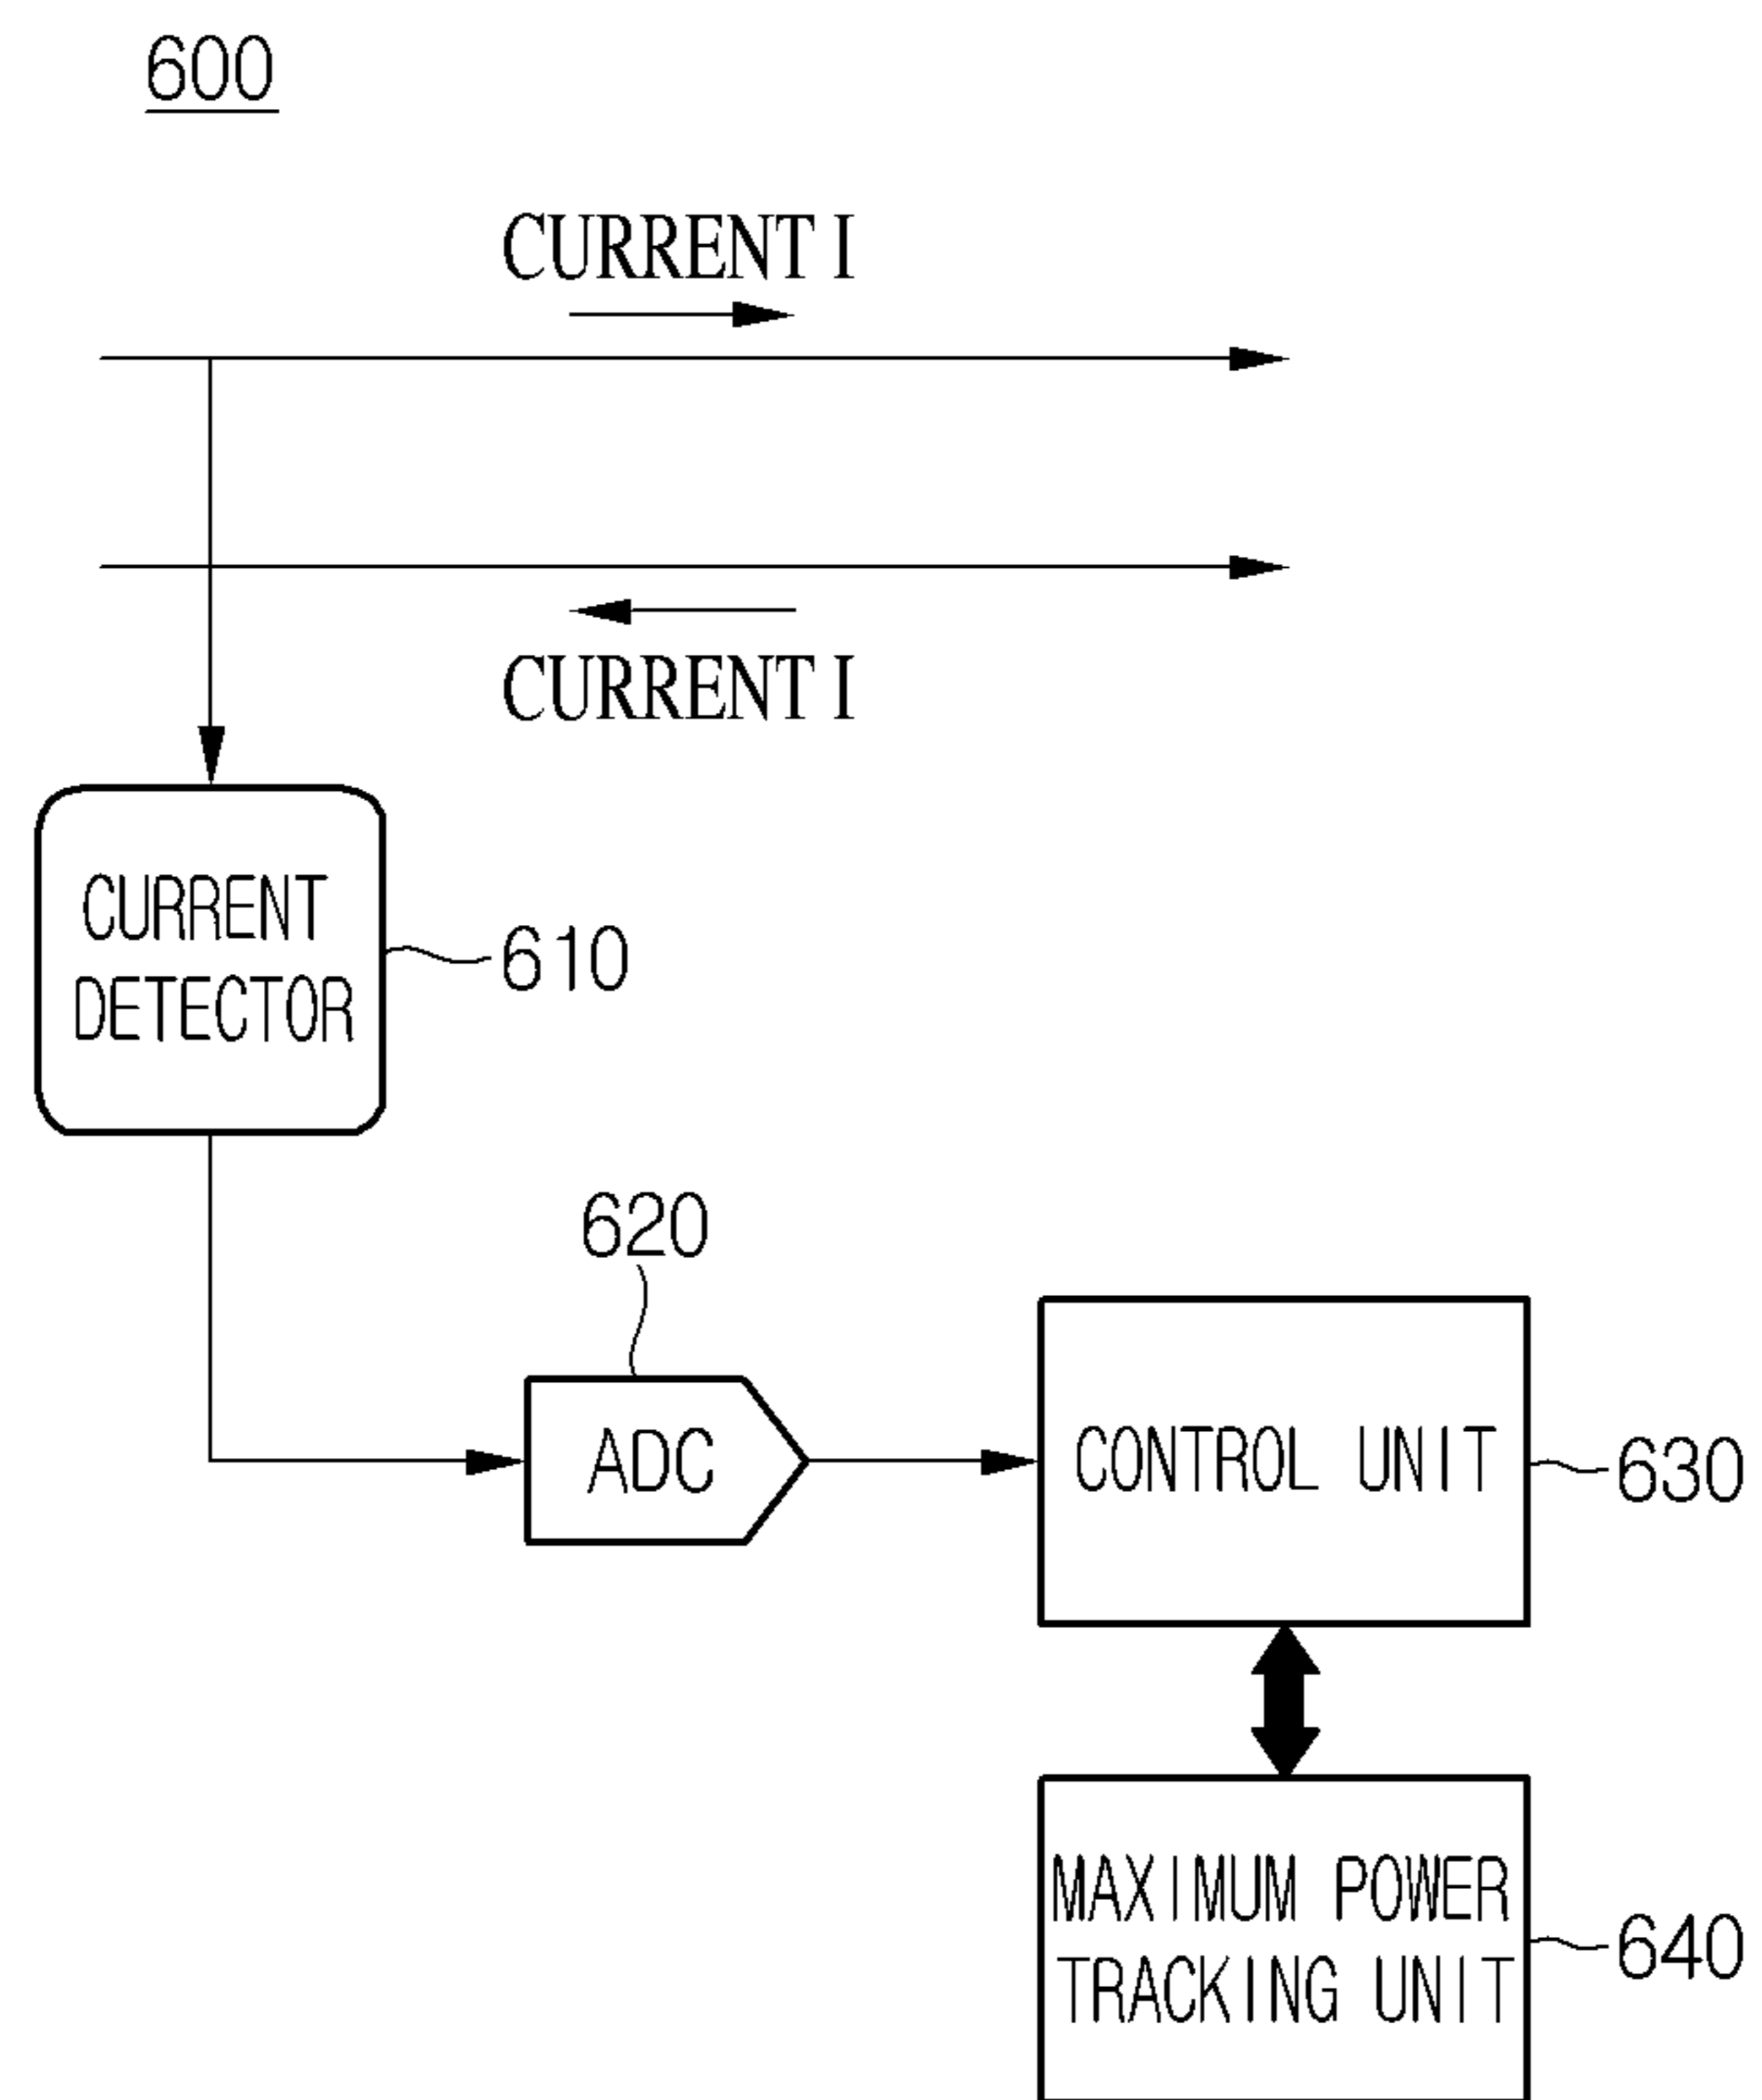 600
CURRENT I
CURRENT I
CURRENT
DETECTOR
610
620
ADC
CONTROL UNIT
630
MAXIMUM POWER
TRACKING UNIT
640